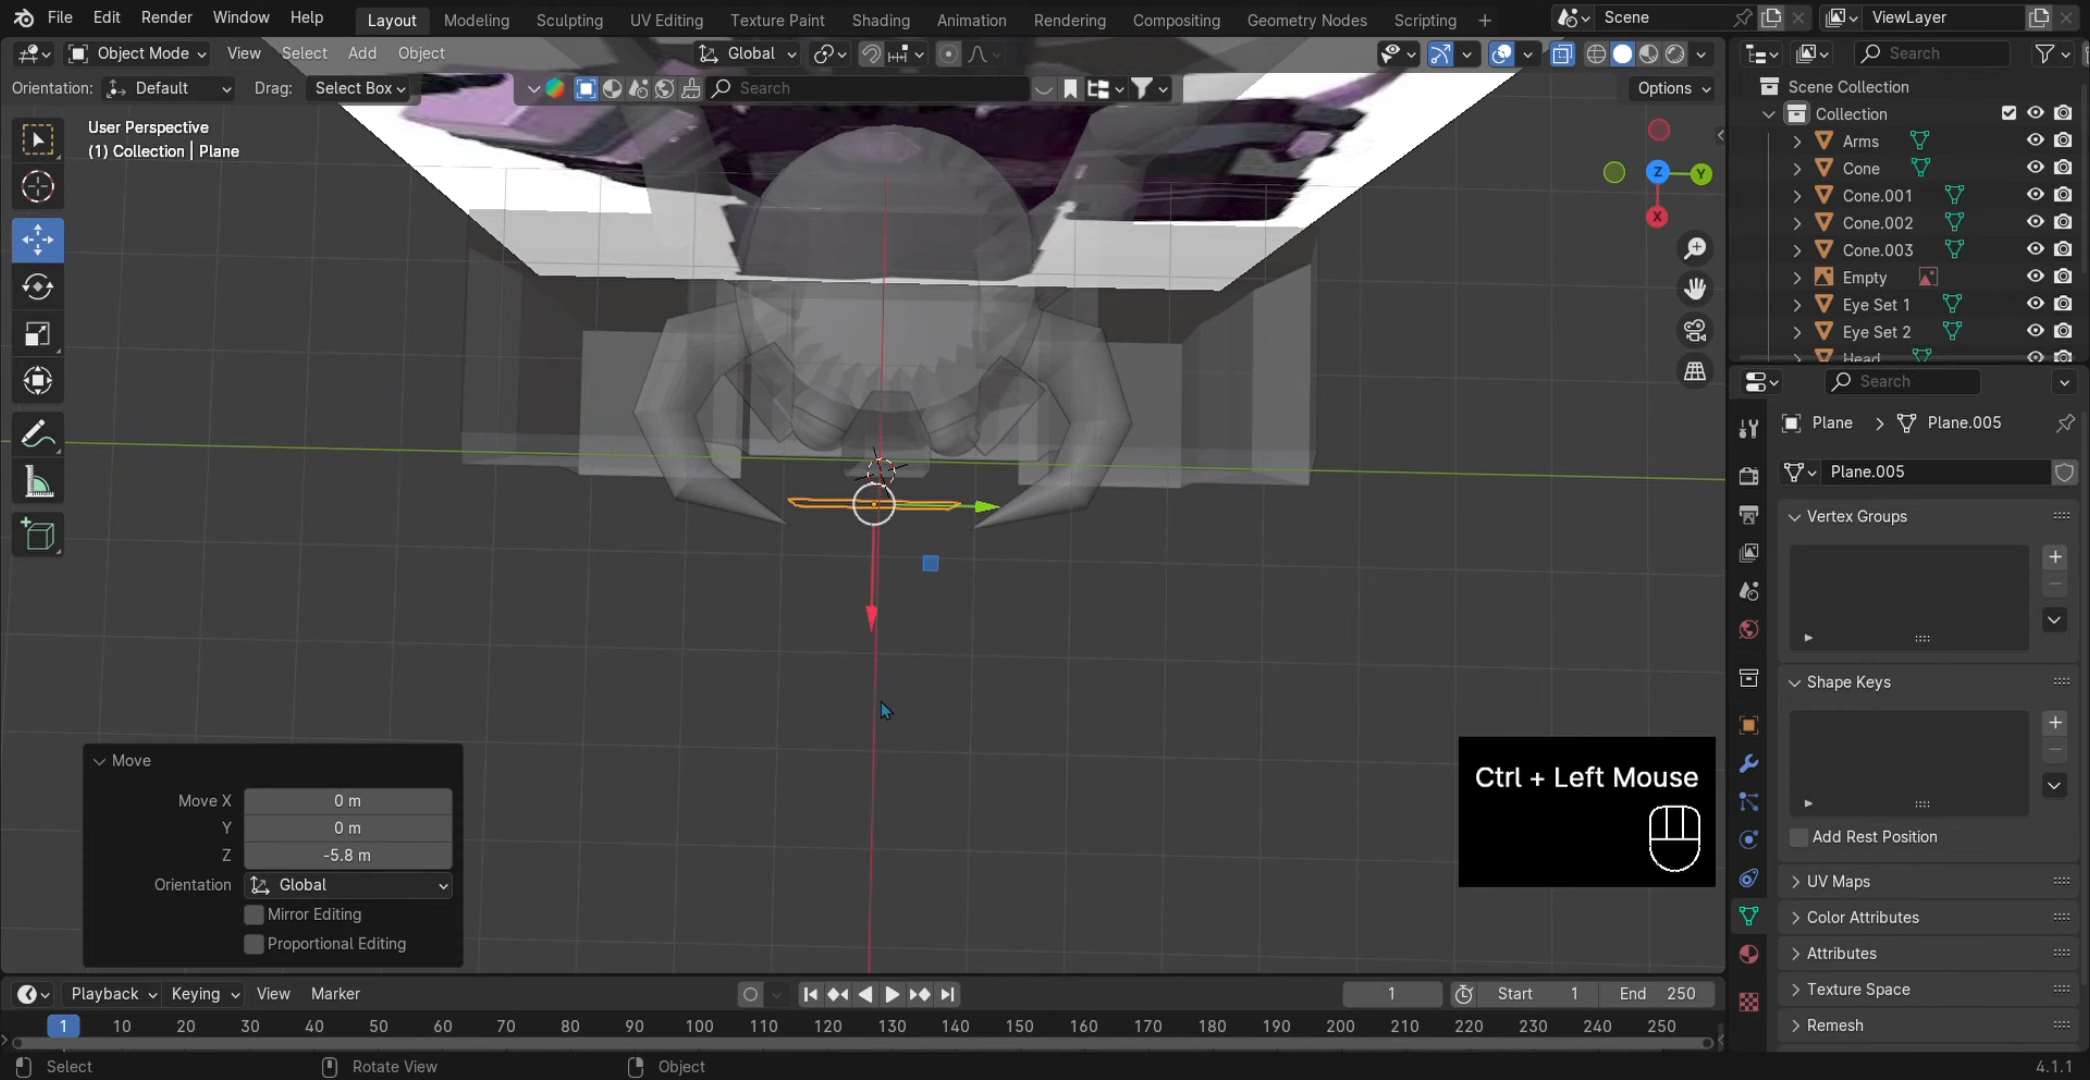 File Edit Render Window Help Layout Modeling Sculpting UV Editing Texture Paint Shading Animation Rendering Compositing Geometry Nodes Scripting + Scene ViewLayer
Object Mode View Select Add Object Global Search
Orientation: Default Drag: Select Box Search Options
Scene Collection
User Perspective
(1) Collection | Plane
Collection
Arms
Cone
Cone.001
Cone.002
Cone.003
Empty
Eye Set 1
Eye Set 2
Head
Z
Y
X
Search
Plane > Plane.005
Plane.005
Vertex Groups
Shape Keys
Add Rest Position
UV Maps
Color Attributes
Attributes
Texture Space
Remesh
Move
Move X 0 m
Y 0 m
Z -5.8 m
Orientation Global
Mirror Editing
Proportional Editing
Ctrl + Left Mouse
Playback Keying View Marker 1 Start 1 End 250
1 10 20 30 40 50 60 70 80 90 100 110 120 130 140 150 160 170 180 190 200 210 220 230 240 250
Select Rotate View Object 4.1.1